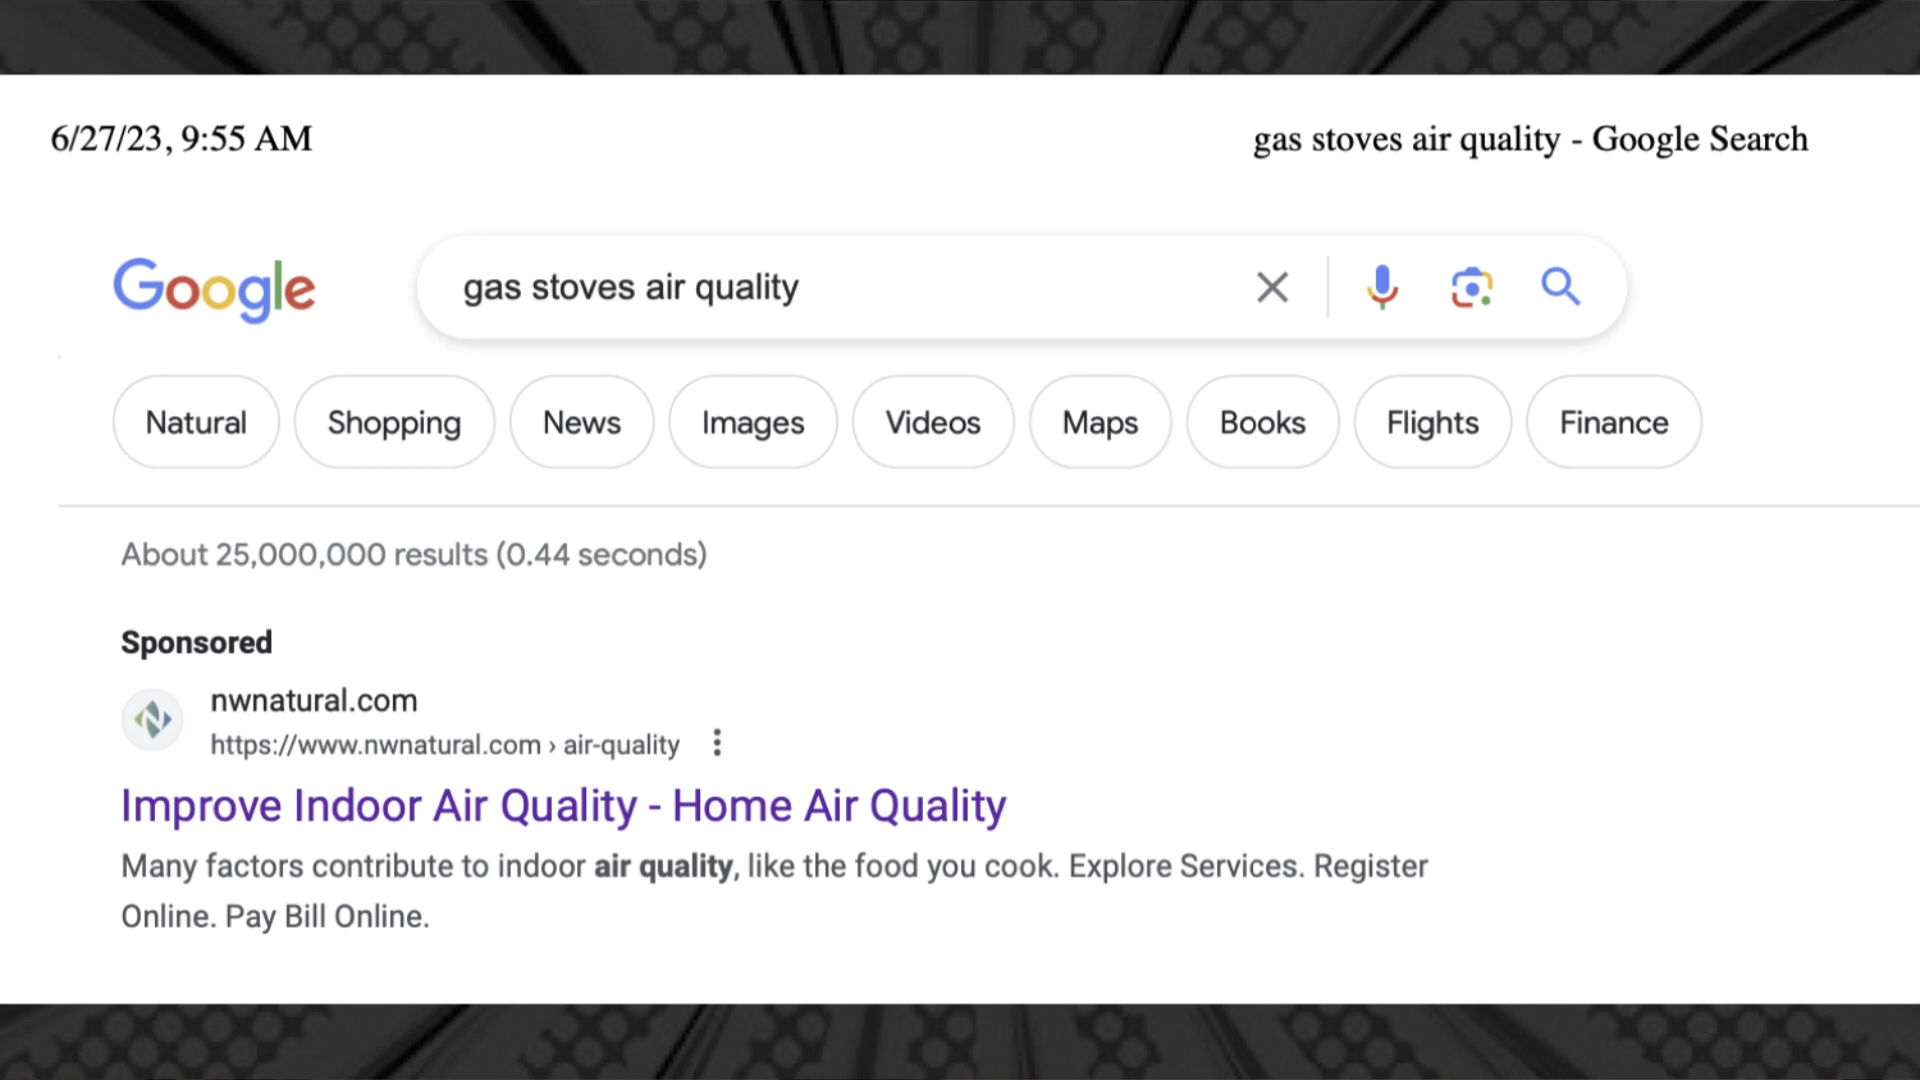 6/27/23, 9:55 AM
gas stoves air quality - Google Search
Google
gas stoves air quality
Natural
Shopping
News
Images
Videos
Maps
Books
Flights
Finance
About 25,000,000 results (0.44 seconds)
Sponsored
nwnatural.com
https://www.nwnatural.com › air-quality
Improve Indoor Air Quality - Home Air Quality
Many factors contribute to indoor air quality, like the food you cook. Explore Services. Register
Online. Pay Bill Online.